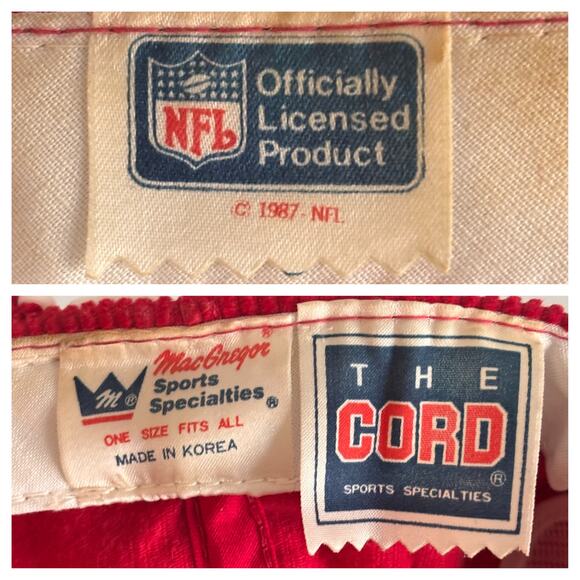 NFL
Officially
Licensed
Product
© 1987 - NFL
M®
MacGregor®
Sports
Specialties®
ONE SIZE FITS ALL
MADE IN KOREA
THE
CORD®
SPORTS SPECIALTIES